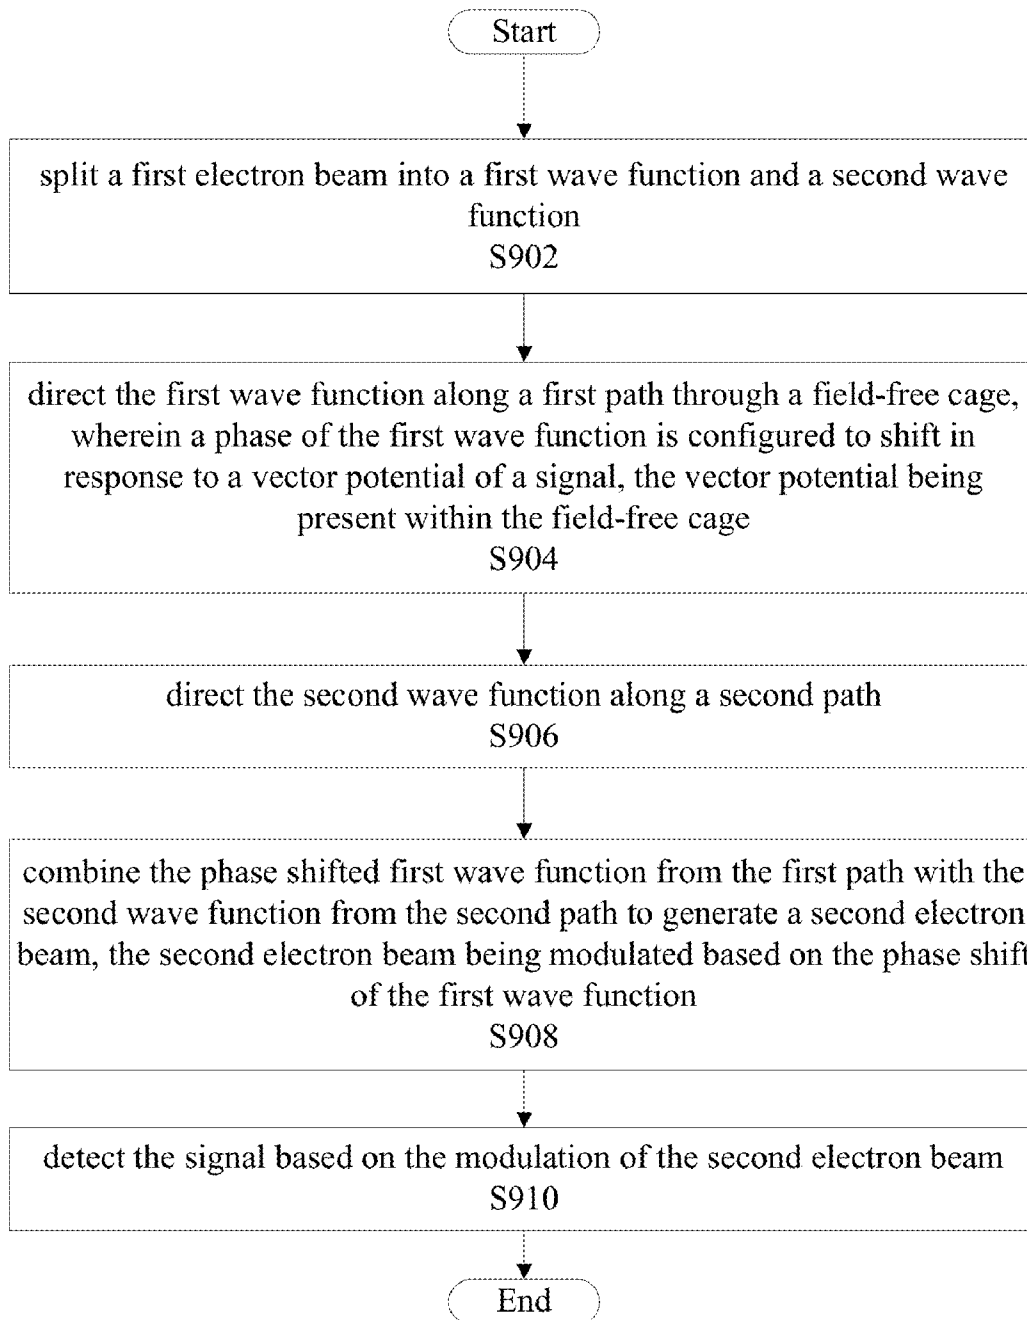 Start
split a first electron beam into a first wave function and a second wave
function
S902
direct the first wave function along a first path through a field-free cage,
wherein a phase of the first wave function is configured to shift in
response to a vector potential of a signal, the vector potential being
present within the field-free cage
S904
direct the second wave function along a second path
S906
combine the phase shifted first wave function from the first path with the
second wave function from the second path to generate a second electron
beam, the second electron beam being modulated based on the phase shift
of the first wave function
S908
detect the signal based on the modulation of the second electron beam
S910
End